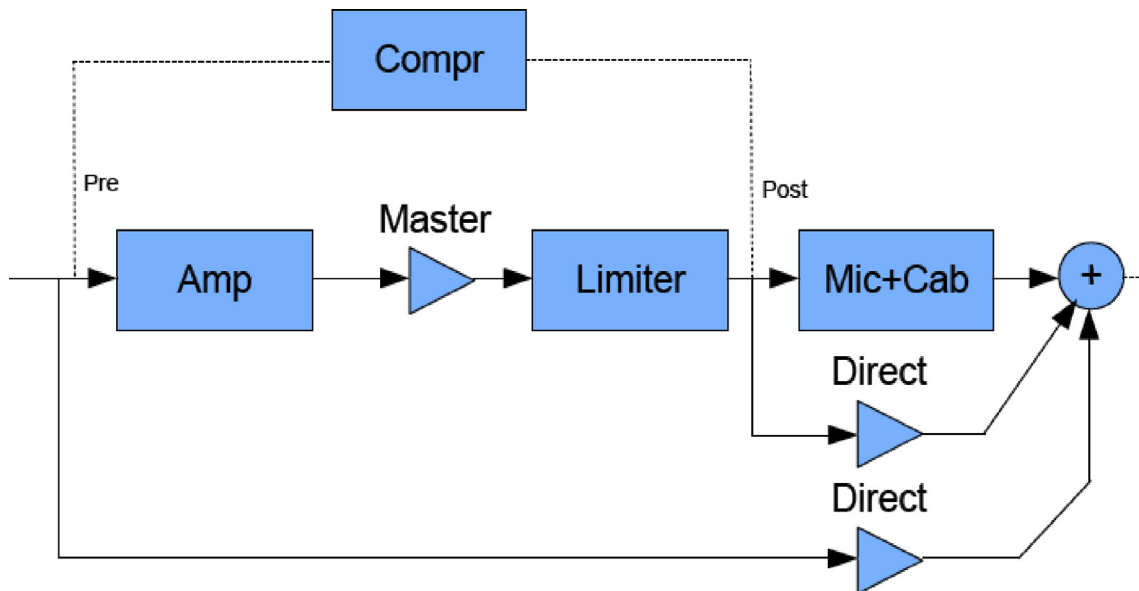 Compr
Pre
Post
Master
Amp
Limiter
Mic+Cab
+
Direct
Direct